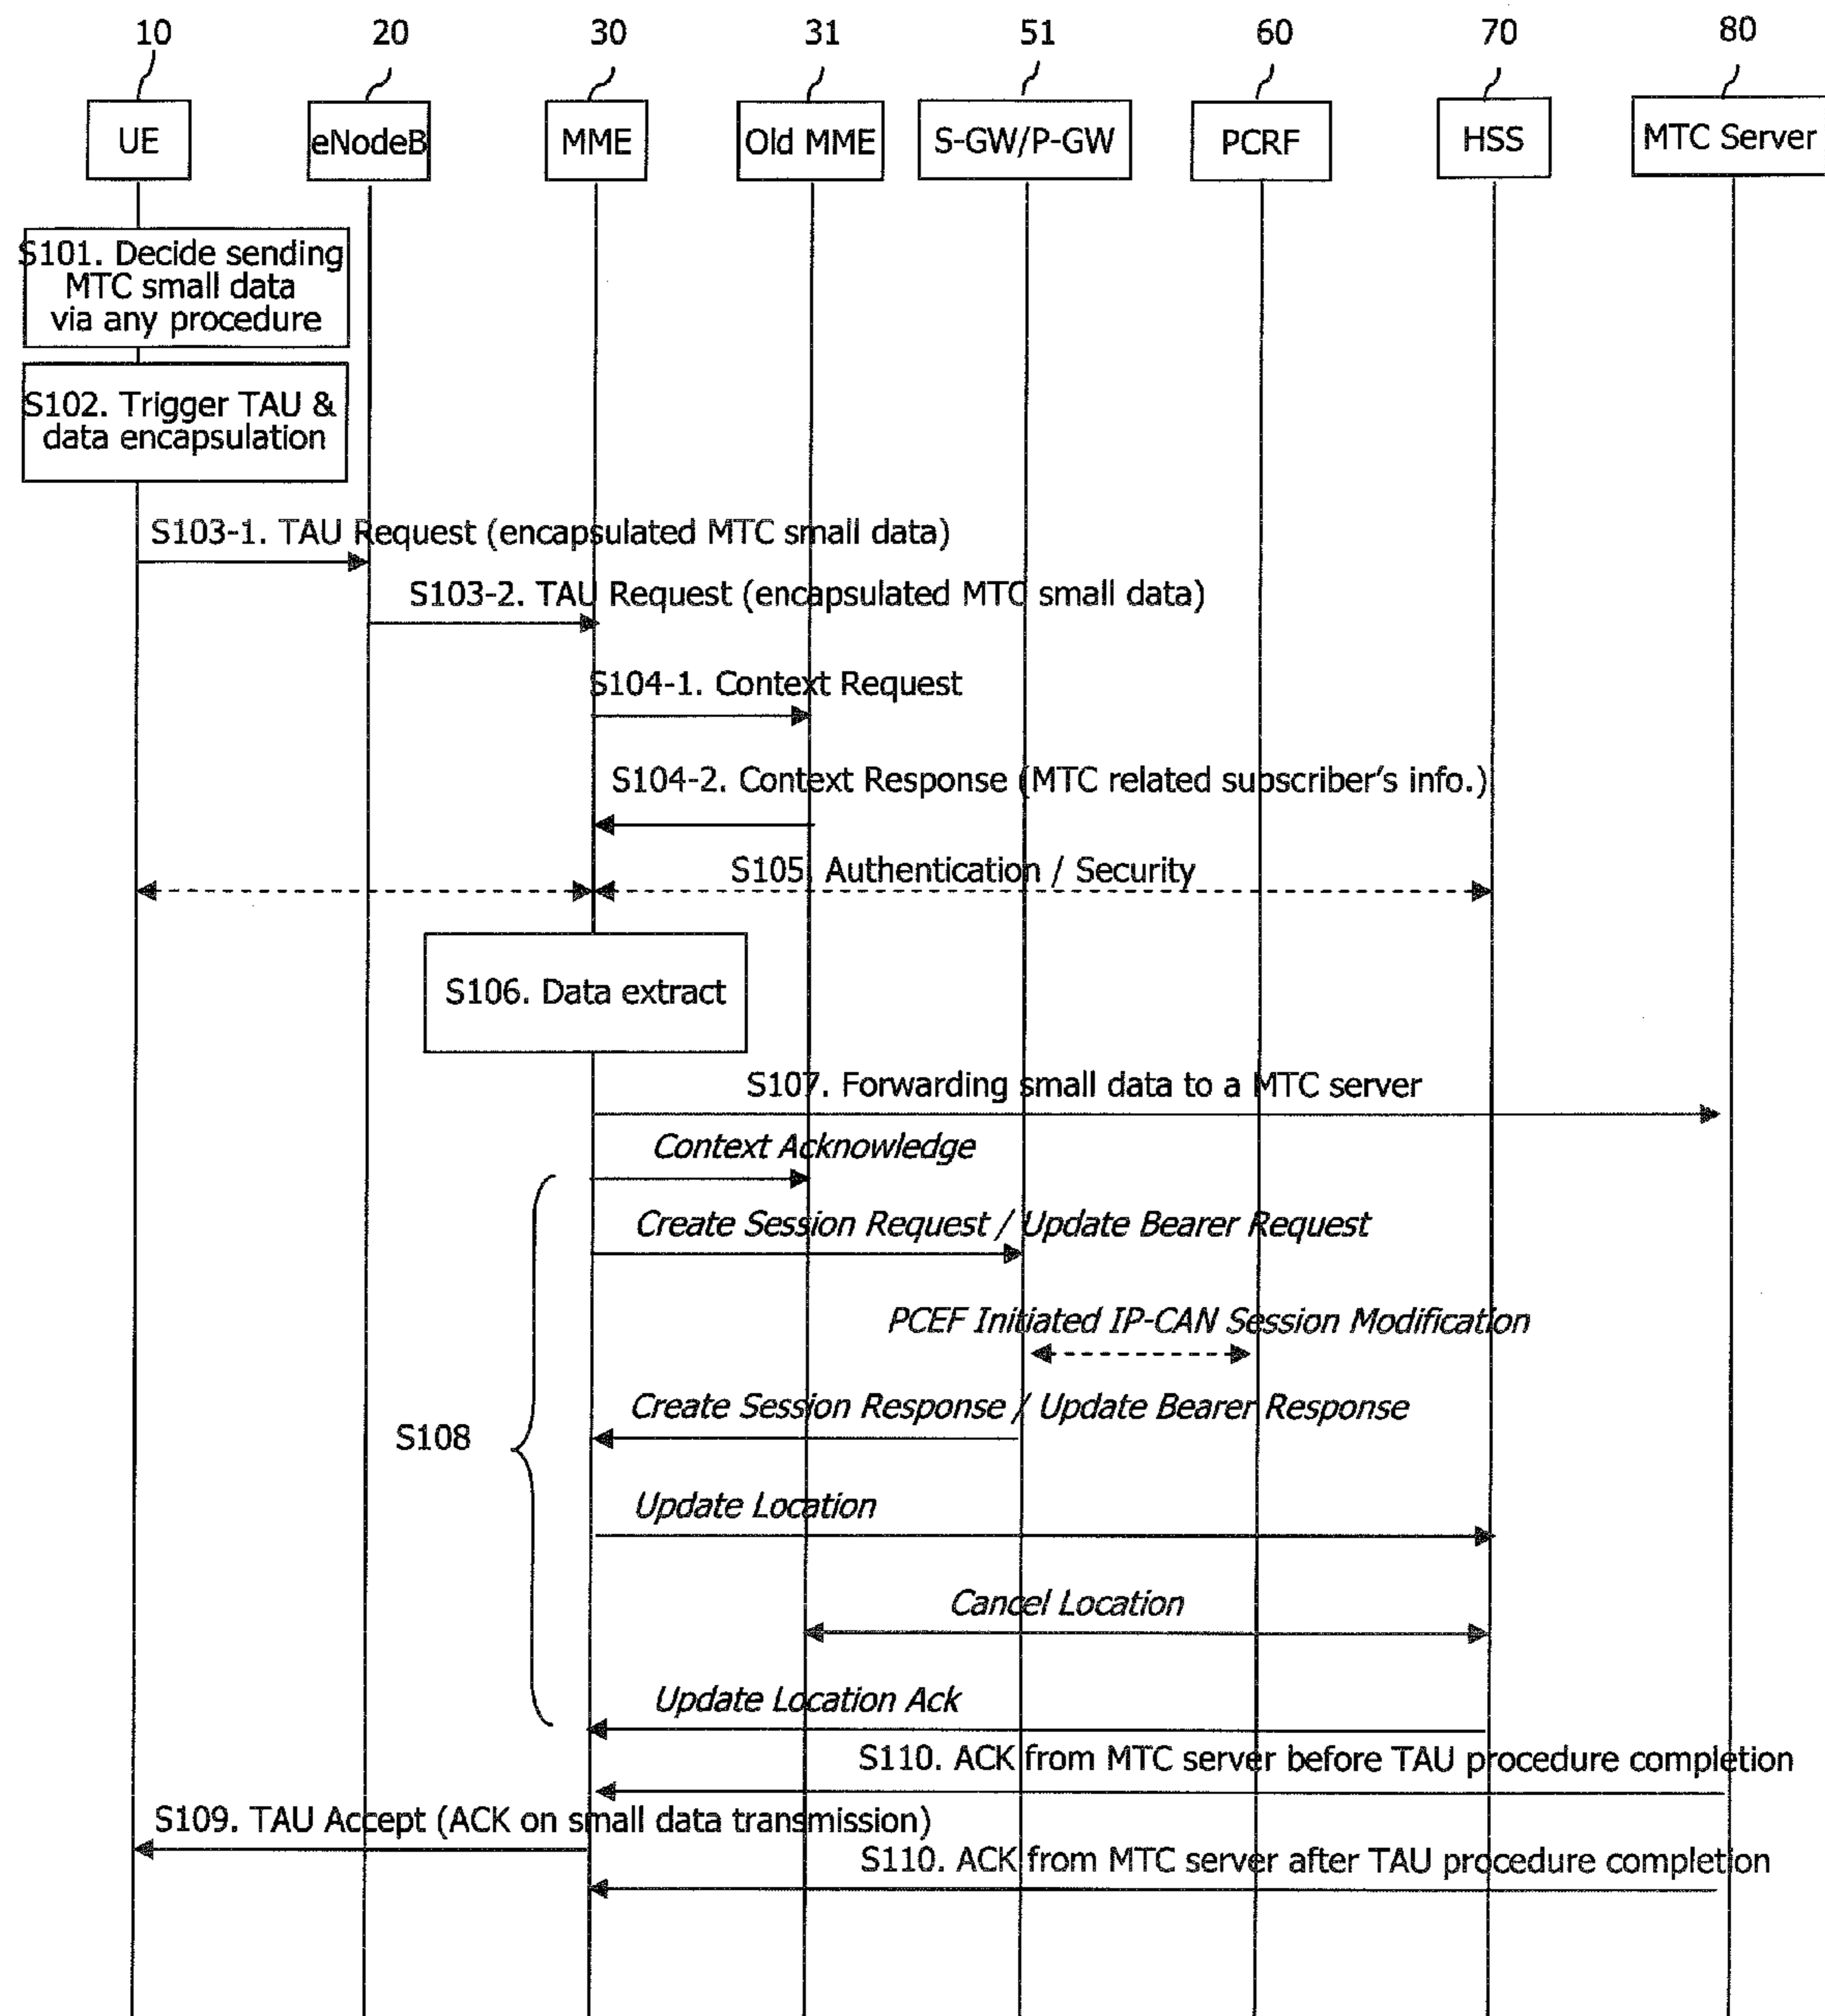 10 20 30 31 51 60 70 80
UE eNodeB MME Old MME S-GW/P-GW PCRF HSS MTC Server
S101. Decide sending
MTC small data
via any procedure
S102. Trigger TAU &
data encapsulation
S103-1. TAU Request (encapsulated MTC small data)
S103-2. TAU Request (encapsulated MTC small data)
S104-1. Context Request
S104-2. Context Response (MTC related subscriber's info.)
S105. Authentication / Security
S106. Data extract
S107. Forwarding small data to a MTC server
Context Acknowledge
Create Session Request / Update Bearer Request
PCEF Initiated IP-CAN Session Modification
Create Session Response / Update Bearer Response
S108
Update Location
Cancel Location
Update Location Ack
S110. ACK from MTC server before TAU procedure completion
S109. TAU Accept (ACK on small data transmission)
S110. ACK from MTC server after TAU procedure completion